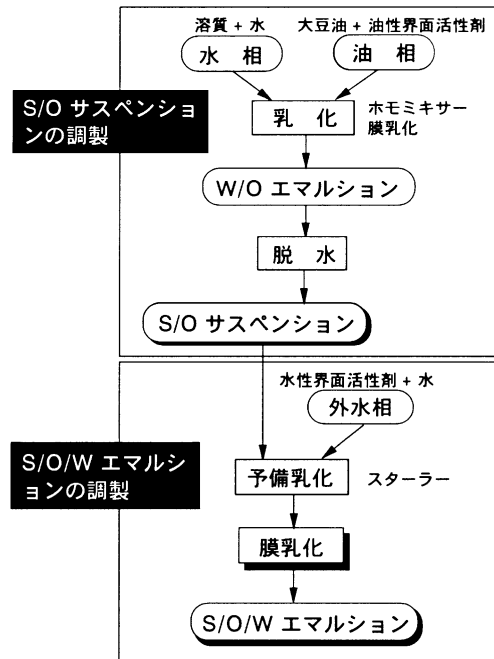 溶質 + 水
大豆油 + 油性界面活性剤
水 相
油 相
S/O サスペンショ
ンの調製
乳 化
ホモミキサー
膜乳化
W/O エマルション
脱 水
S/O サスペンション
水性界面活性剤 + 水
外水相
S/O/W エマルシ
ョンの調製
予備乳化
スターラー
膜乳化
S/O/W エマルション